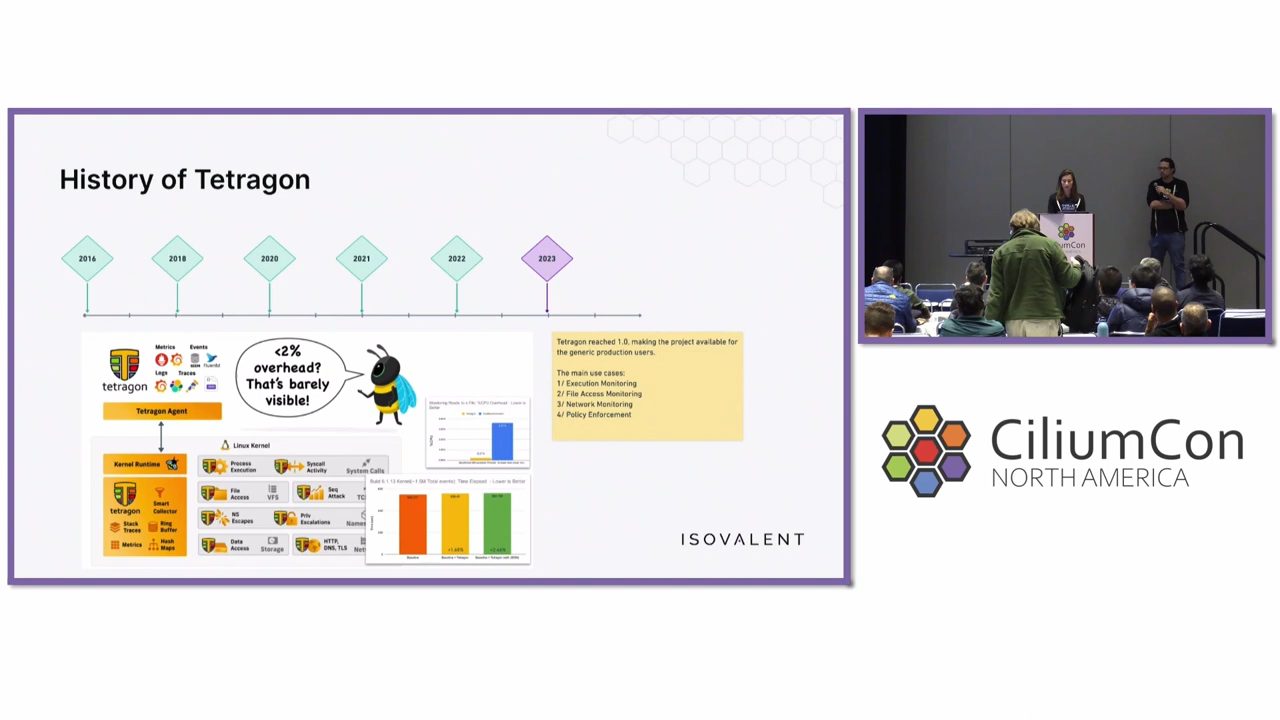 History of Tetragon
2016
2018
2020
2021
2022
2023
Metrics
Events
Logs
Traces
tetragon
Tetragon Agent
<2%
overhead?
That's barely
visible!
Linux Kernel
Kernel Runtime
Process
Execution
Syscall
Activity
System Calls
tetragon
Smart
Collector
Stack
Traces
Ring
Buffer
Metrics
Hash
Maps
File
Access
VFS
Seq
Attack
NS
Escapes
Priv
Escalations
Data
Access
Storage
HTTP,
DNS, TLS
Tetragon reached 1.0, making the project available for
the generic production users.
The main use cases:
1/ Execution Monitoring
2/ File Access Monitoring
3/ Network Monitoring
4/ Policy Enforcement
ISOVALENT
CiliumCon
NORTH AMERICA